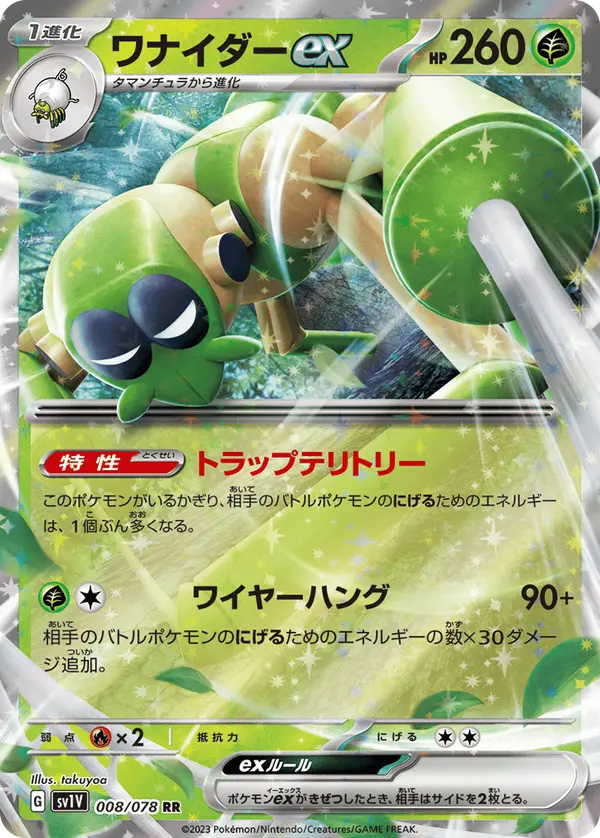 1進化
ワナイダーex
HP 260
タマンチュラから進化
特性
とくせい
トラップテリトリー
このポケモンがいるかぎり、相手のバトルポケモンのにげるためのエネルギー
は、1個ぶん多くなる。
ワイヤーハング 90+
相手のバトルポケモンのにげるためのエネルギーの数×30ダメー
ジ追加。
弱点 ×2 抵抗力 にげる
Illus. takuyoa
exルール
ポケモンexがきぜつしたとき、相手はサイドを2枚とる。
G sv1V 008/078 RR
©2023 Pokémon/Nintendo/Creatures/GAME FREAK.